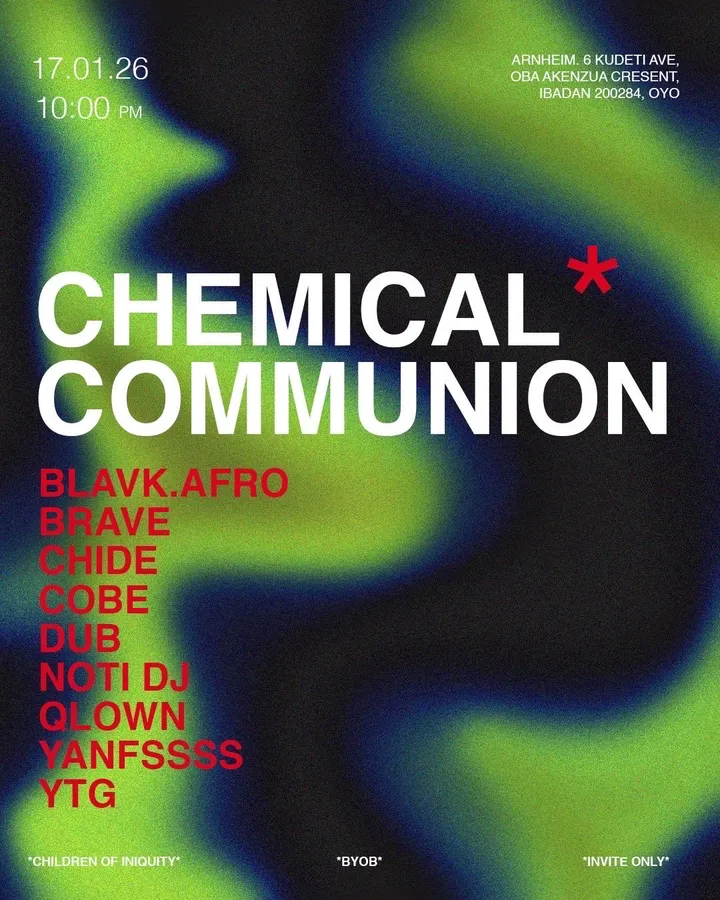 17.01.26
10:00 PM
ARNHEIM. 6 KUDETI AVE,
OBA AKENZUA CRESENT,
IBADAN 200284, OYO
CHEMICAL*
COMMUNION
BLAVK.AFRO
BRAVE
CHIDE
COBE
DUB
NOTI DJ
QLOWN
YANFSSSS
YTG
*CHILDREN OF INIQUITY*
*BYOB*
*INVITE ONLY*